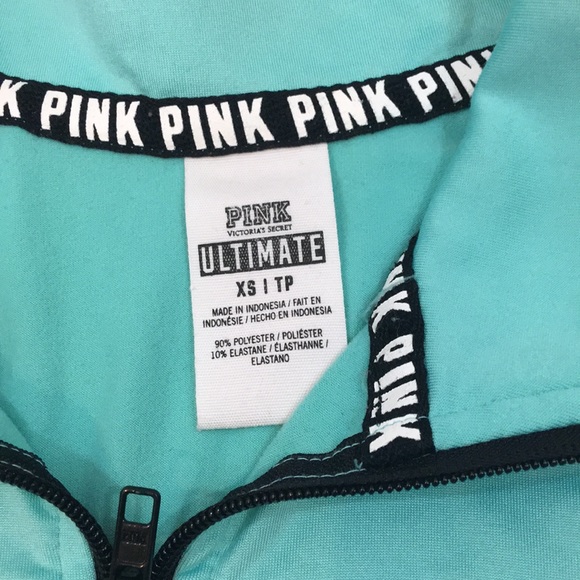 K PINK PINK PINK PINK
PINK
VICTORIA'S SECRET
ULTIMATE
XS | TP
MADE IN INDONESIA / FAIT EN
INDONÉSIE / HECHO EN INDONESIA
90% POLYESTER / POLIÉSTER
10% ELASTANE / ÉLASTHANNE /
ELASTANO
K PINK